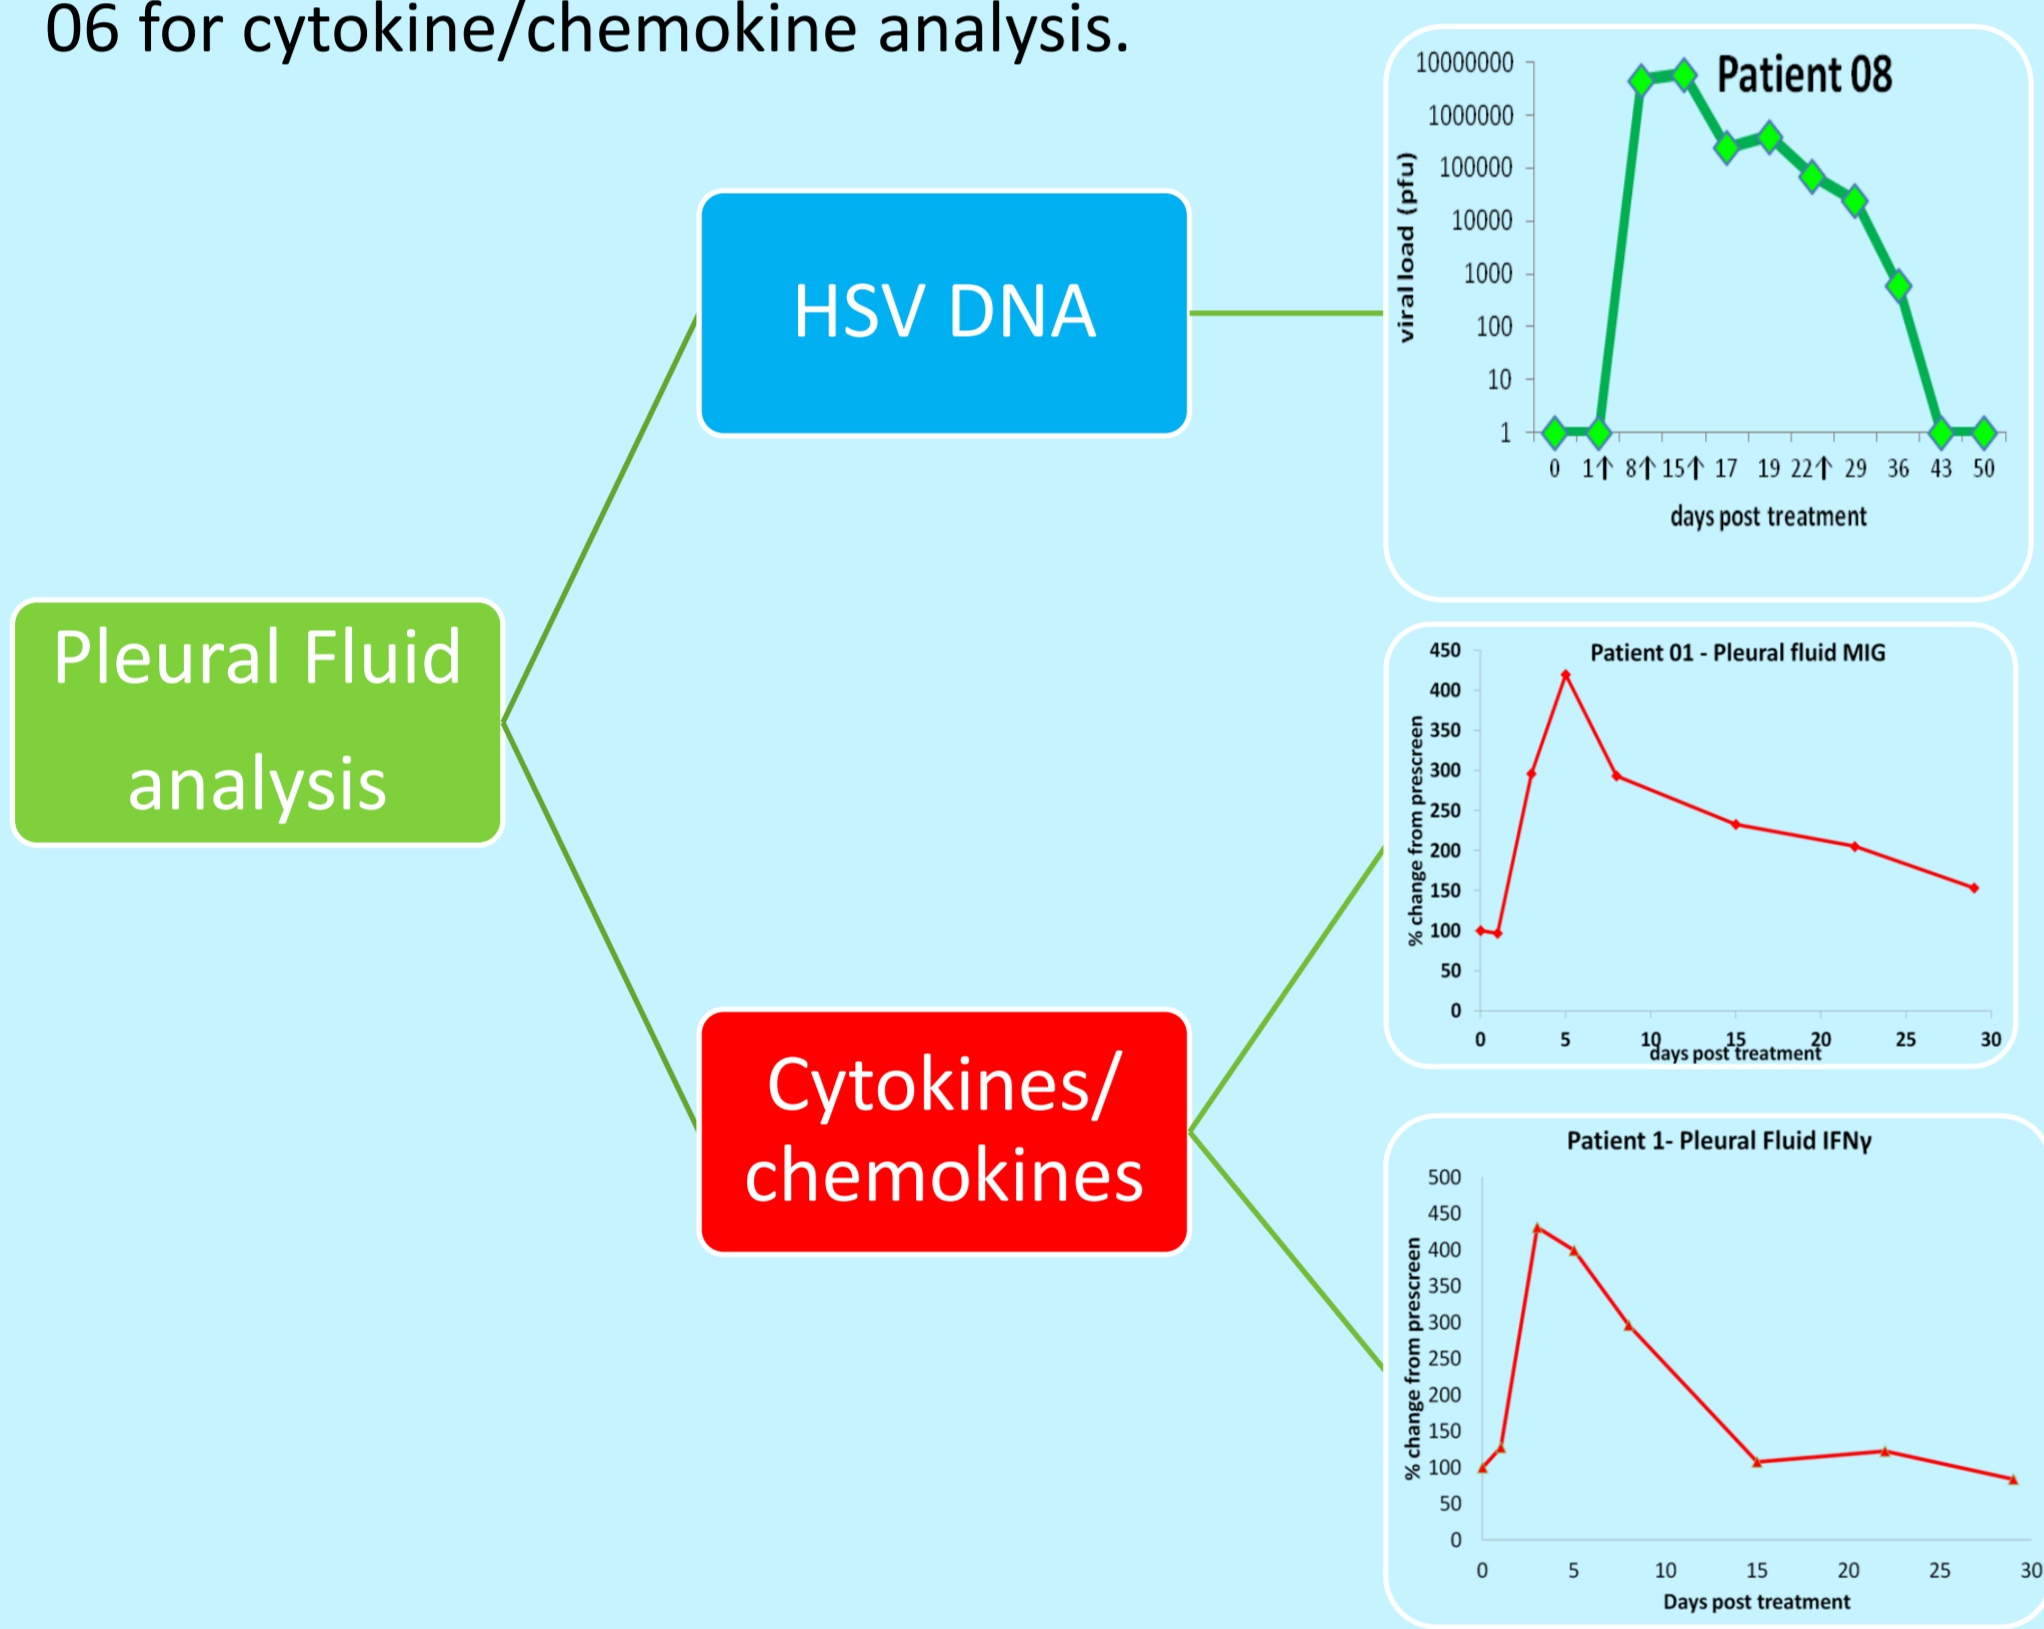 06 for cytokine/chemokine analysis.
Pleural Fluid
analysis
HSV DNA
Cytokines/
chemokines
Patient 08
viral load (pfu)
10000000
1000000
100000
10000
1000
100
10
1
0 1↑ 8↑ 15↑ 17 19 22↑ 29 36 43 50
days post treatment
Patient 01 - Pleural fluid MIG
% change from prescreen
450
400
350
300
250
200
150
100
50
0
0 5 10 15 20 25 30
days post treatment
Patient 1- Pleural Fluid IFNγ
% change from prescreen
500
450
400
350
300
250
200
150
100
50
0
0 5 10 15 20 25 30
Days post treatment